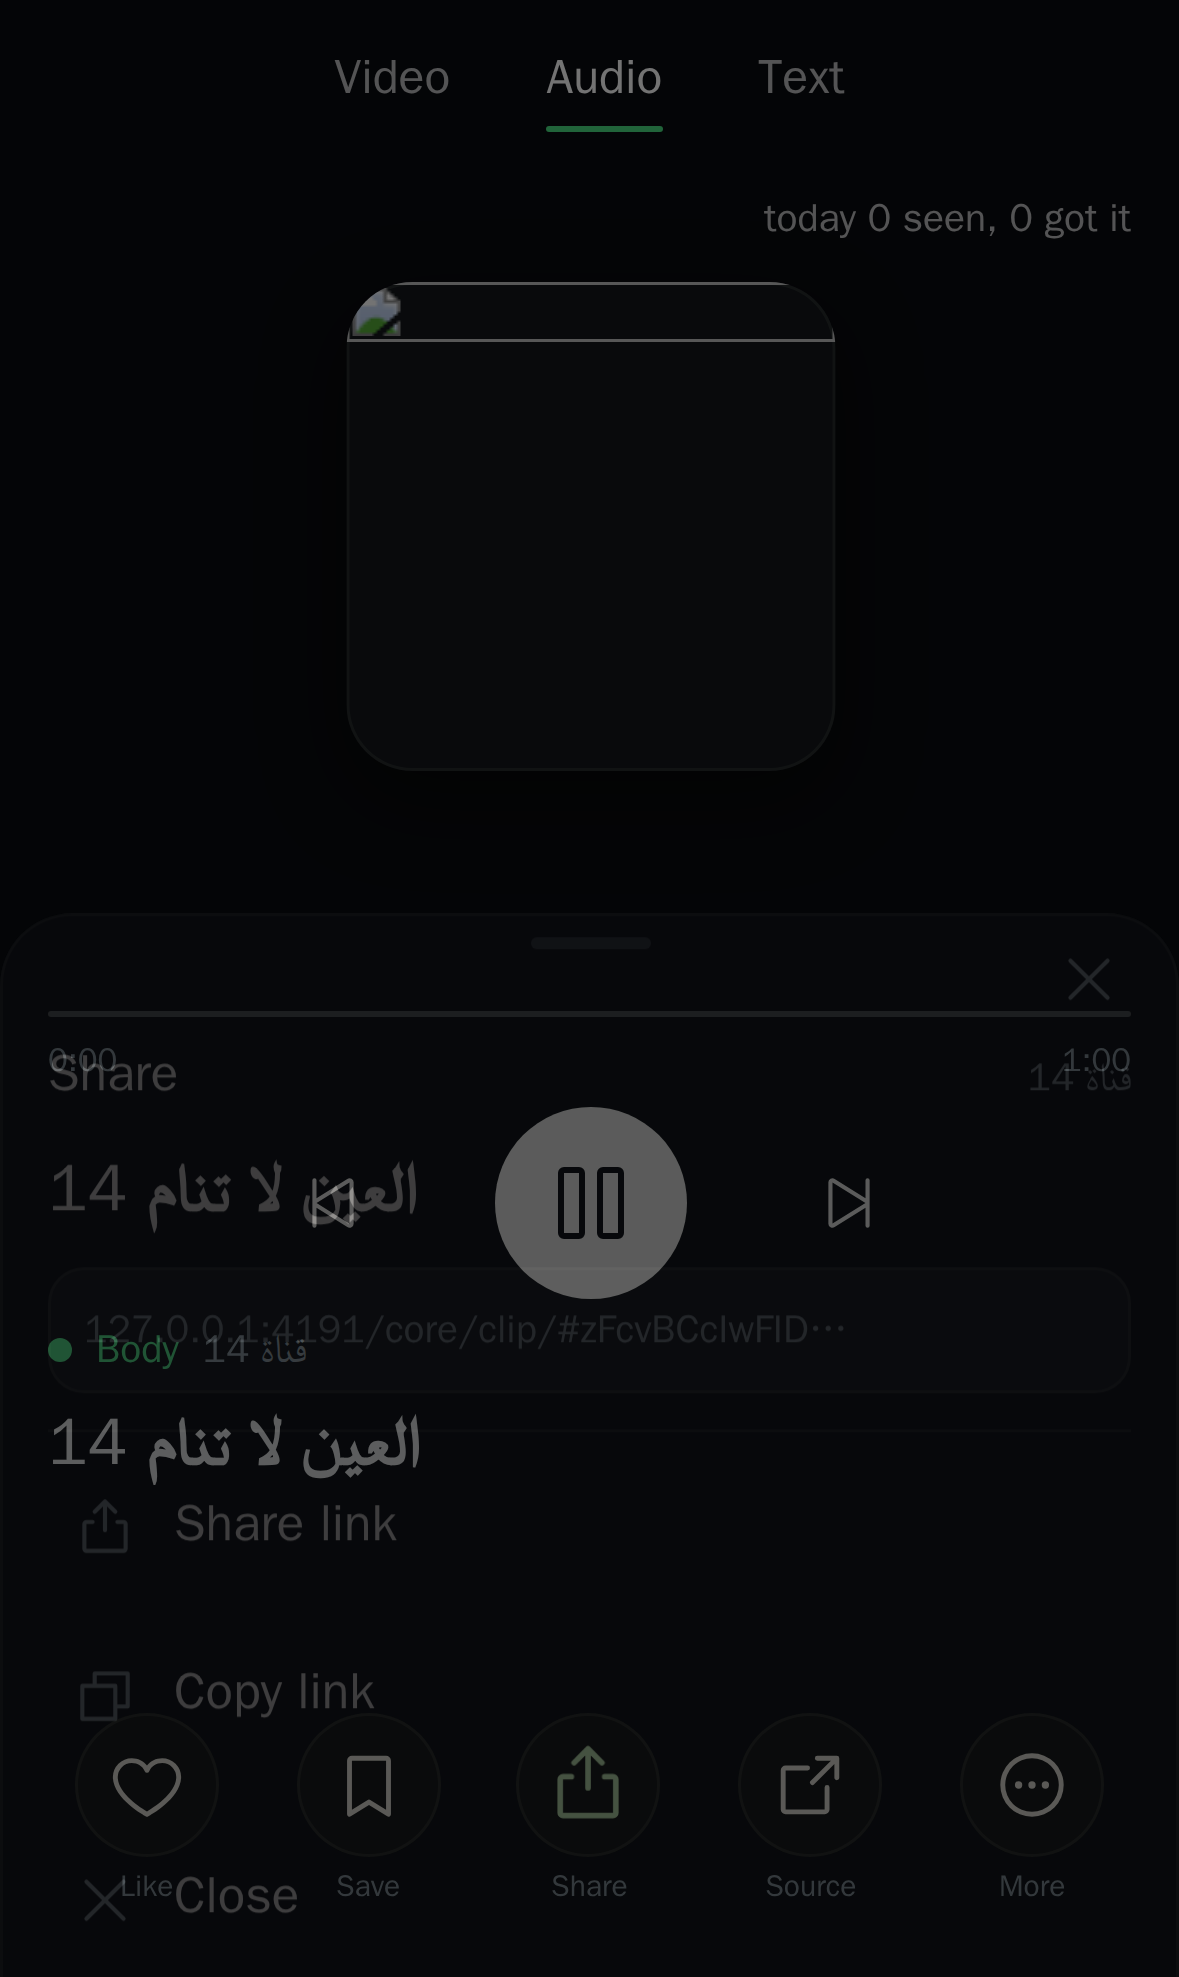 Video Audio Text
today 0 seen, 0 got it
0:00 1:00
Share قناة 14
العين لا تنام 14
127.0.0.1:4191/core/clip/#zFcvBCclwFlD…
Body قناة 14
العين لا تنام 14
Share link
Copy link
Like Save Share Source More
Close